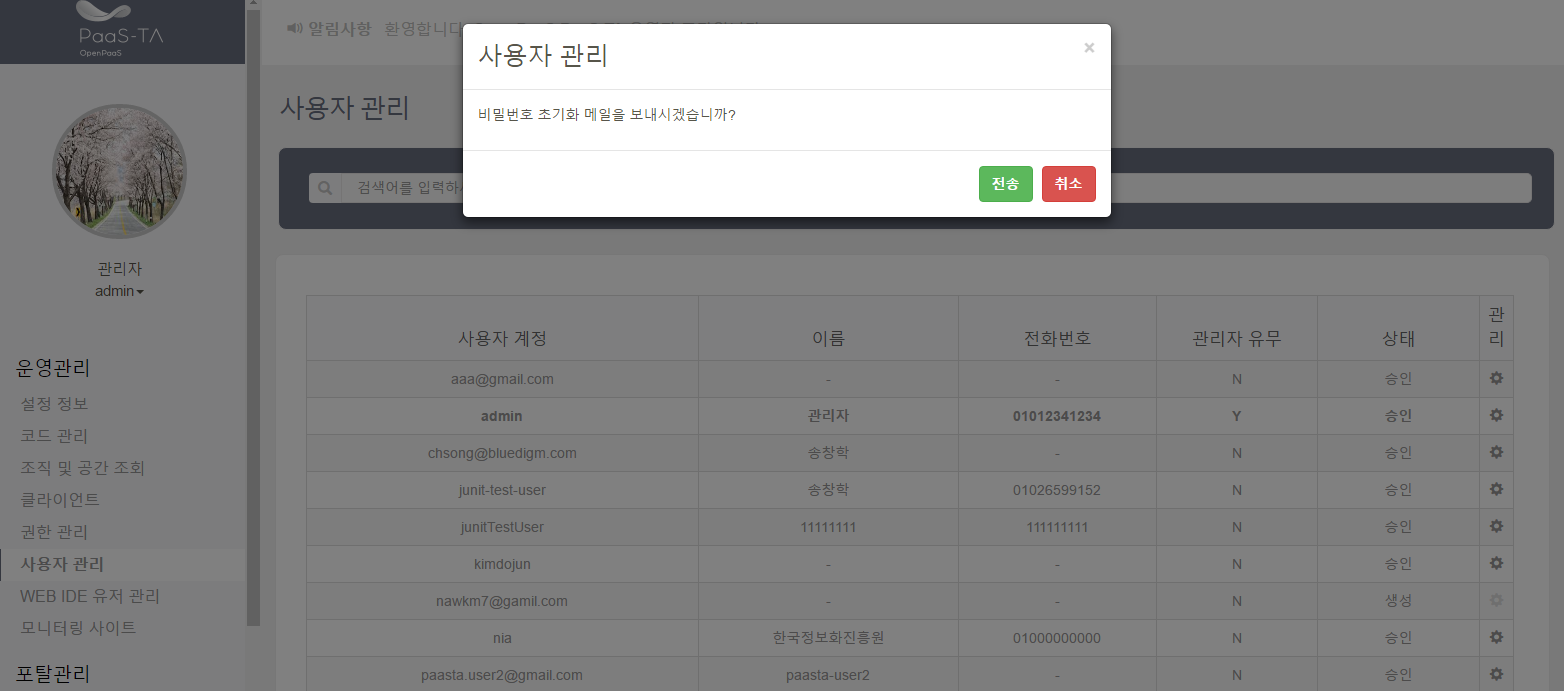 PaaS-TA
OpenPaaS
관리자
admin
운영관리
설정 정보
코드 관리
조직 및 공간 조회
클라이언트
권한 관리
사용자 관리
WEB IDE 유저 관리
모니터링 사이트
포탈관리
알림사항 환영합니다
사용자 관리
×
비밀번호 초기화 메일을 보내시겠습니까?
전송 취소
사용자 관리
검색어를 입력하
사용자 계정 이름 전화번호 관리자 유무 상태 관리
aaa@gmail.com - - N 승인
admin 관리자 01012341234 Y 승인
chsong@bluedigm.com 송창학 - N 승인
junit-test-user 송창학 01026599152 N 승인
junitTestUser 11111111 111111111 N 승인
kimdojun - - N 승인
nawkm7@gamil.com - - N 생성
nia 한국정보화진흥원 01000000000 N 승인
paasta.user2@gmail.com paasta-user2 - N 승인